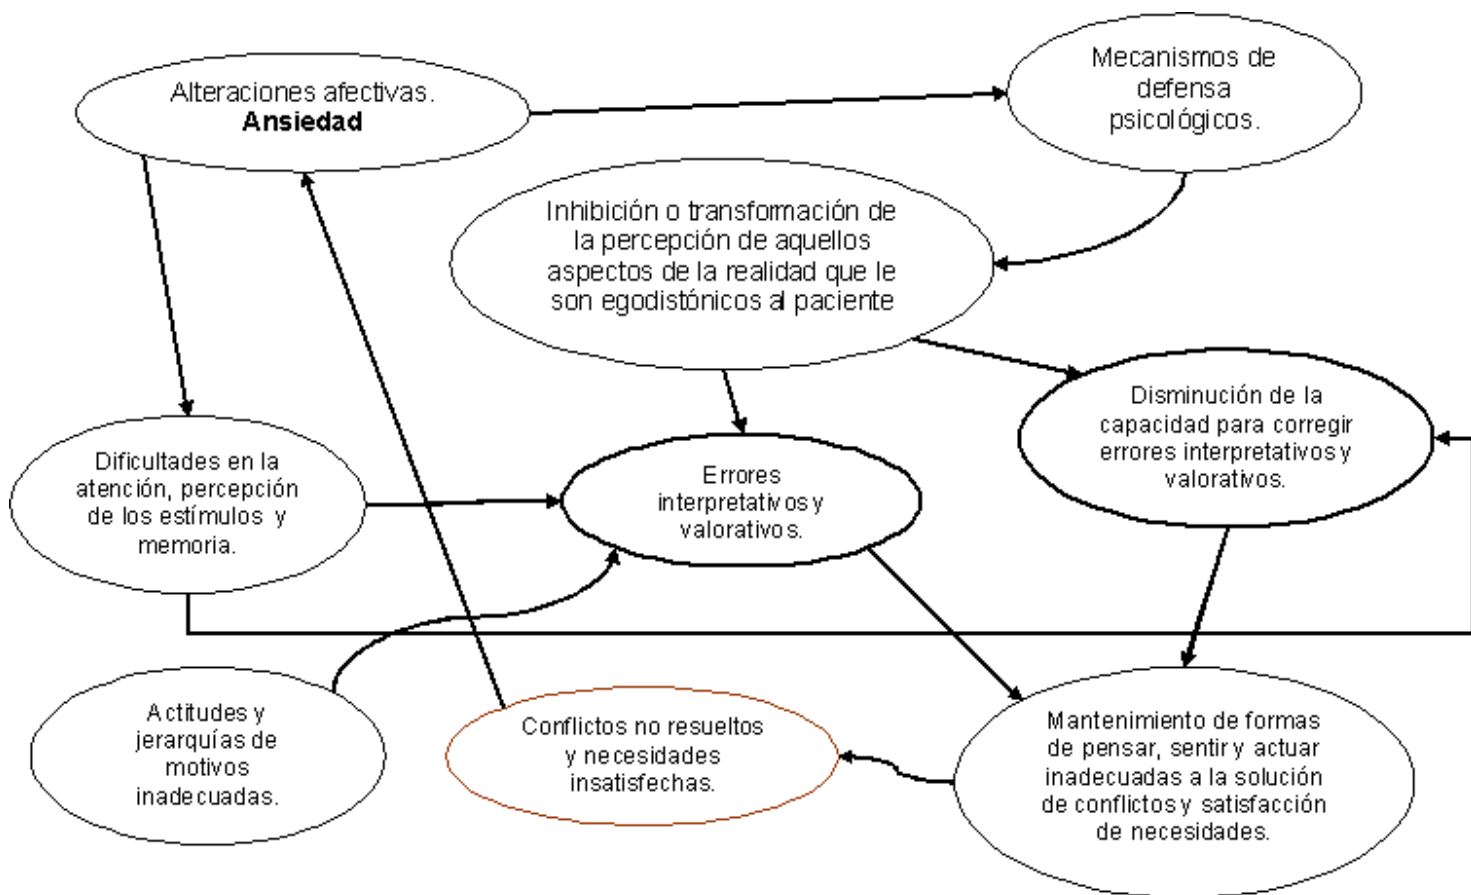 Alteraciones afectivas.
Ansiedad
Mecanismos de
defensa
psicológicos.
Inhibición o transformación de
la percepción de aquellos
aspectos de la realidad que le
son egodistónicos al paciente
Disminución de la
capacidad para corregir
errores interpretativos y
valorativos.
Dificultades en la
atención, percepción
de los estímulos y
memoria.
Errores
interpretativos y
valorativos.
Actitudes y
jerarquías de
motivos
inadecuadas.
Conflictos no resueltos
y necesidades
insatisfechas.
Mantenimiento de formas
de pensar, sentir y actuar
inadecuadas a la solución
de conflictos y satisfacción
de necesidades.